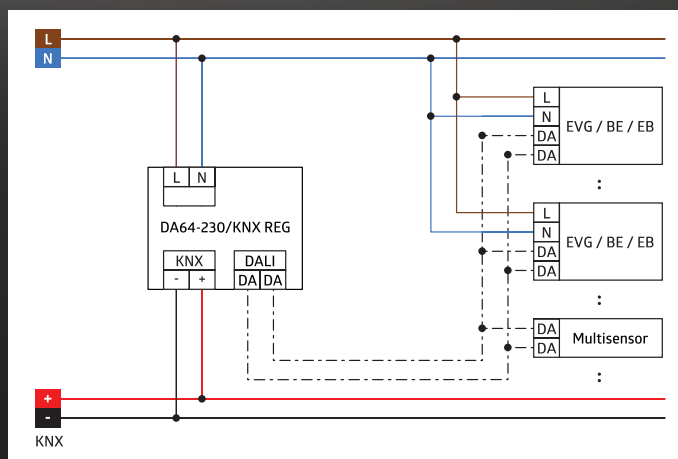 L
N
L
N
EVG / BE / EB
DA
DA
:
L N
DA64-230/KNX REG
KNX DALI
- + DA DA
L
N
EVG / BE / EB
DA
DA
:
DA
Multisensor
DA
:
+
-
KNX